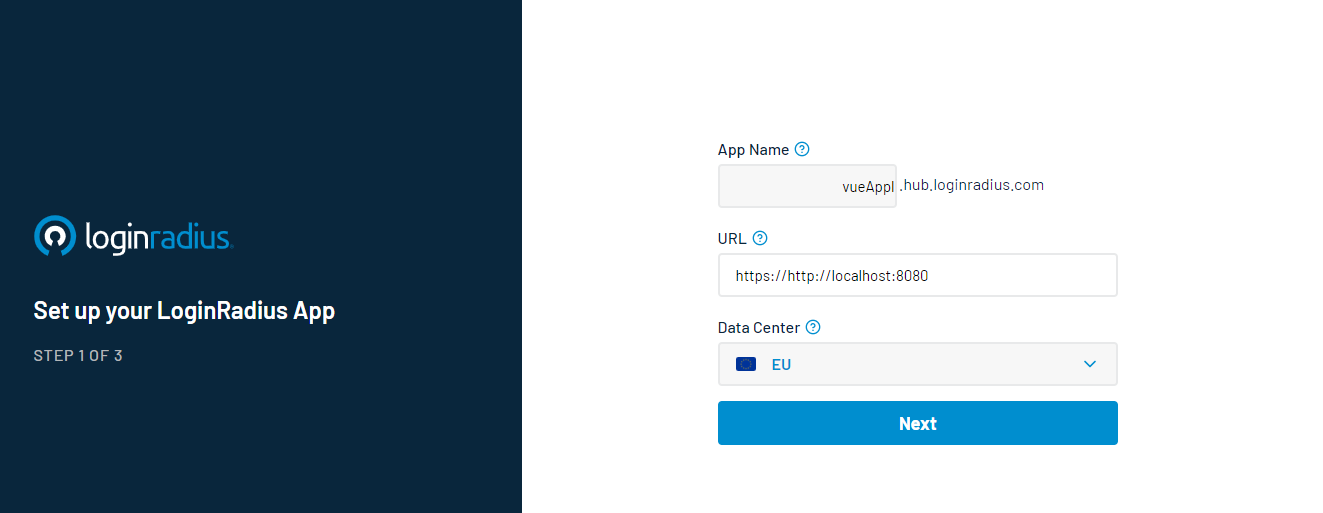 App Name
vueAppl .hub.loginradius.com
loginradius
URL
https://http://localhost:8080
Set up your LoginRadius App
Data Center
STEP 1 OF 3
EU
Next